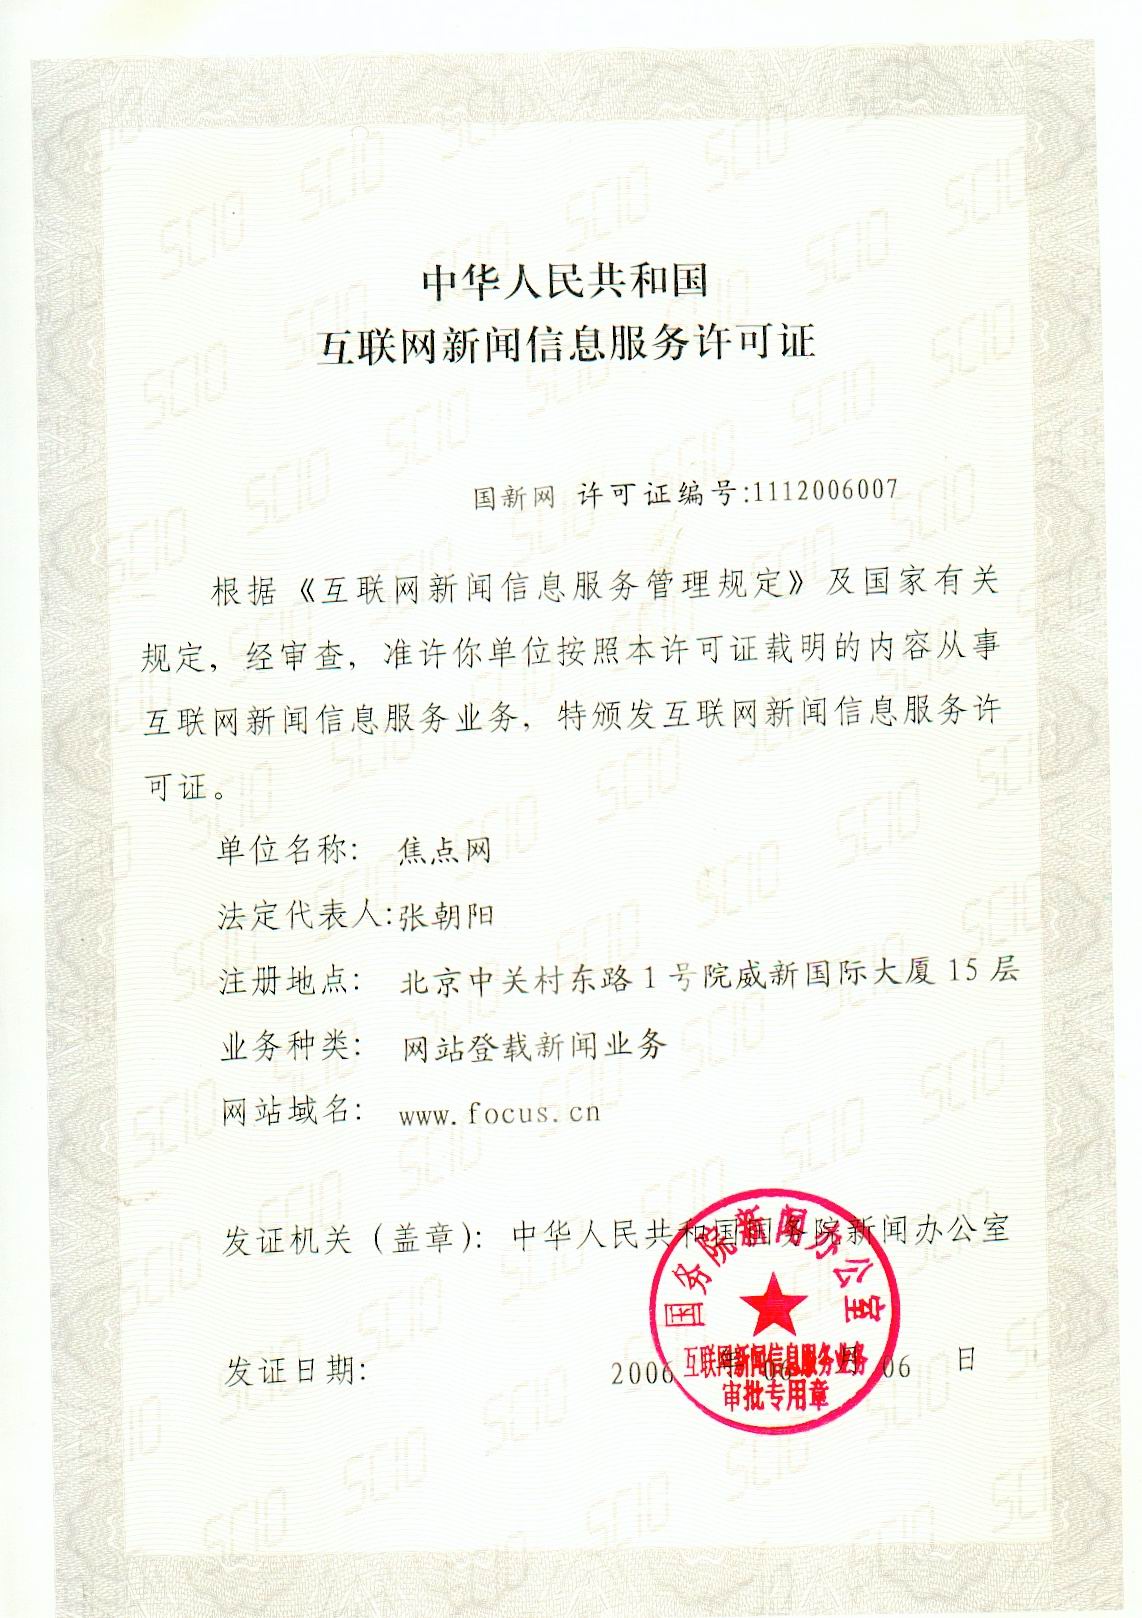 中华人民共和国
互联网新闻信息服务许可证
国新网 许可证编号:1112006007
根据《互联网新闻信息服务管理规定》及国家有关
规定，经审查，准许你单位按照本许可证载明的内容从事
互联网新闻信息服务业务，特颁发互联网新闻信息服务许
可证。
单位名称： 焦点网
法定代表人:张朝阳
注册地点： 北京中关村东路1号院威新国际大厦15层
业务种类： 网站登载新闻业务
网站域名： www.focus.cn
发证机关（盖章）：中华人民共和国国务院新闻办公室
国务院新闻办公室
发证日期： 2006 年 06 月 06 日
互联网新闻信息服务业务
审批专用章
SCIO